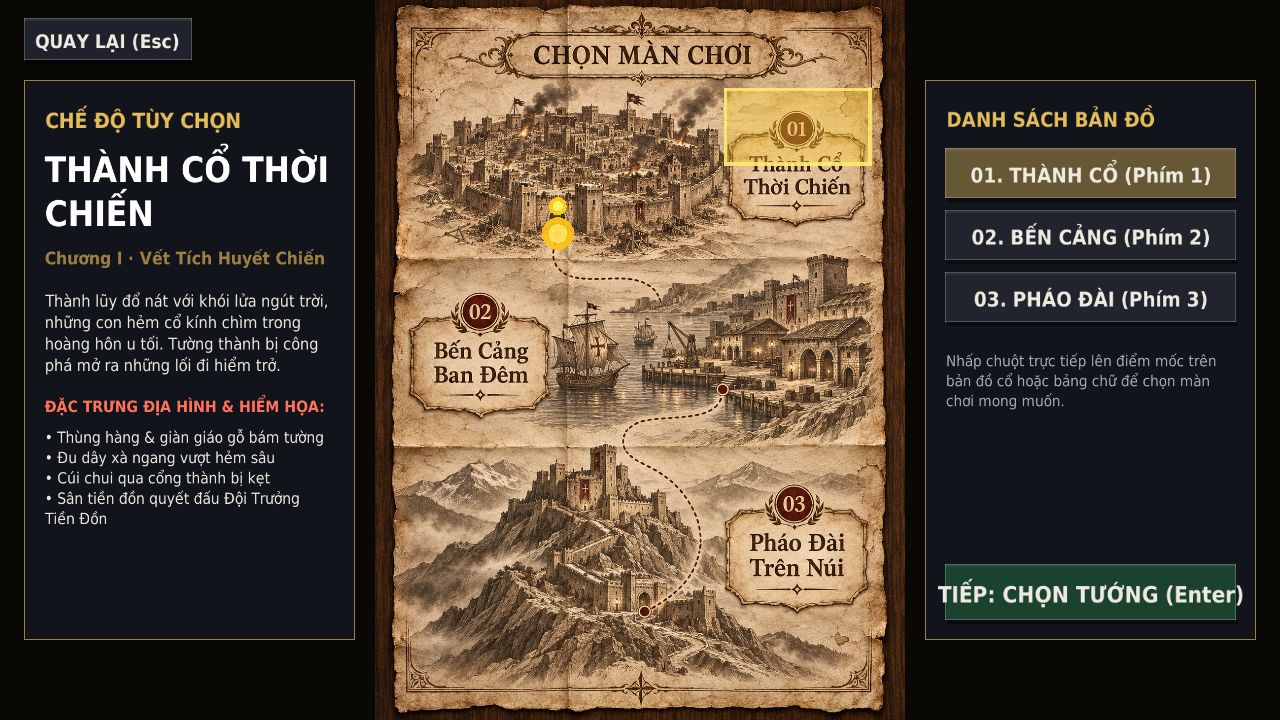 QUAY LẠI (Esc)
CHẾ ĐỘ TÙY CHỌN
THÀNH CỔ THỜI
CHIẾN
Chương I · Vết Tích Huyết Chiến
Thành lũy đổ nát với khói lửa ngút trời,
những con hẻm cổ kính chìm trong
hoàng hôn u tối. Tường thành bị công
phá mở ra những lối đi hiểm trở.
ĐẶC TRƯNG ĐỊA HÌNH & HIỂM HỌA:
• Thùng hàng & giàn giáo gỗ bám tường
• Đu dây xà ngang vượt hẻm sâu
• Cúi chui qua cổng thành bị kẹt
• Sân tiền đồn quyết đấu Đội Trưởng
Tiền Đồn
CHỌN MÀN CHƠI
01
Thành Cổ
Thời Chiến
02
Bến Cảng
Ban Đêm
03
Pháo Đài
Trên Núi
DANH SÁCH BẢN ĐỒ
01. THÀNH CỔ (Phím 1)
02. BẾN CẢNG (Phím 2)
03. PHÁO ĐÀI (Phím 3)
Nhấp chuột trực tiếp lên điểm mốc trên
bản đồ cổ hoặc bảng chữ để chọn màn
chơi mong muốn.
TIẾP: CHỌN TƯỚNG (Enter)